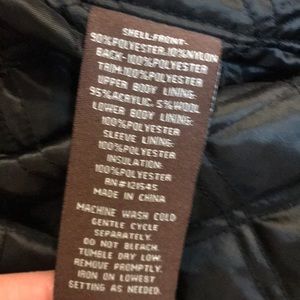 SHELL-FRONT-
90%POLYESTER.10%NYLON
BACK-100%POLYESTER
TRIM:100%POLYESTER
UPPER BODY LINING:
95%ACRYLIC. 5%WOOL
LOWER BODY LINING:
100%POLYESTER
SLEEVE LINING:
100%POLYESTER
INSULATION:
100%POLYESTER
RN#121545
MADE IN CHINA
MACHINE WASH COLD
GENTLE CYCLE
SEPARATELY.
DO NOT BLEACH.
TUMBLE DRY LOW.
REMOVE PROMPTLY.
IRON ON LOWEST
SETTING AS NEEDED.